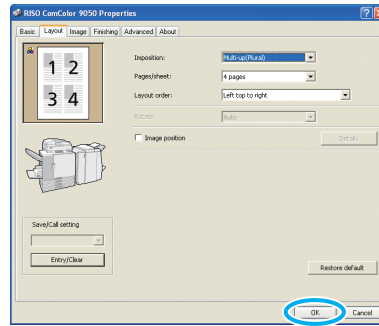 RISO ComColor 9050 Properties
Basic Layout Image Finishing Advanced About
1 2
3 4
Imposition: Multi-up(Plural)
Pages/sheet: 4 pages
Layout order: Left top to right
Rotate: Auto
Image position Details
Save/Call setting
Entry/Clear
Restore default
OK Cancel